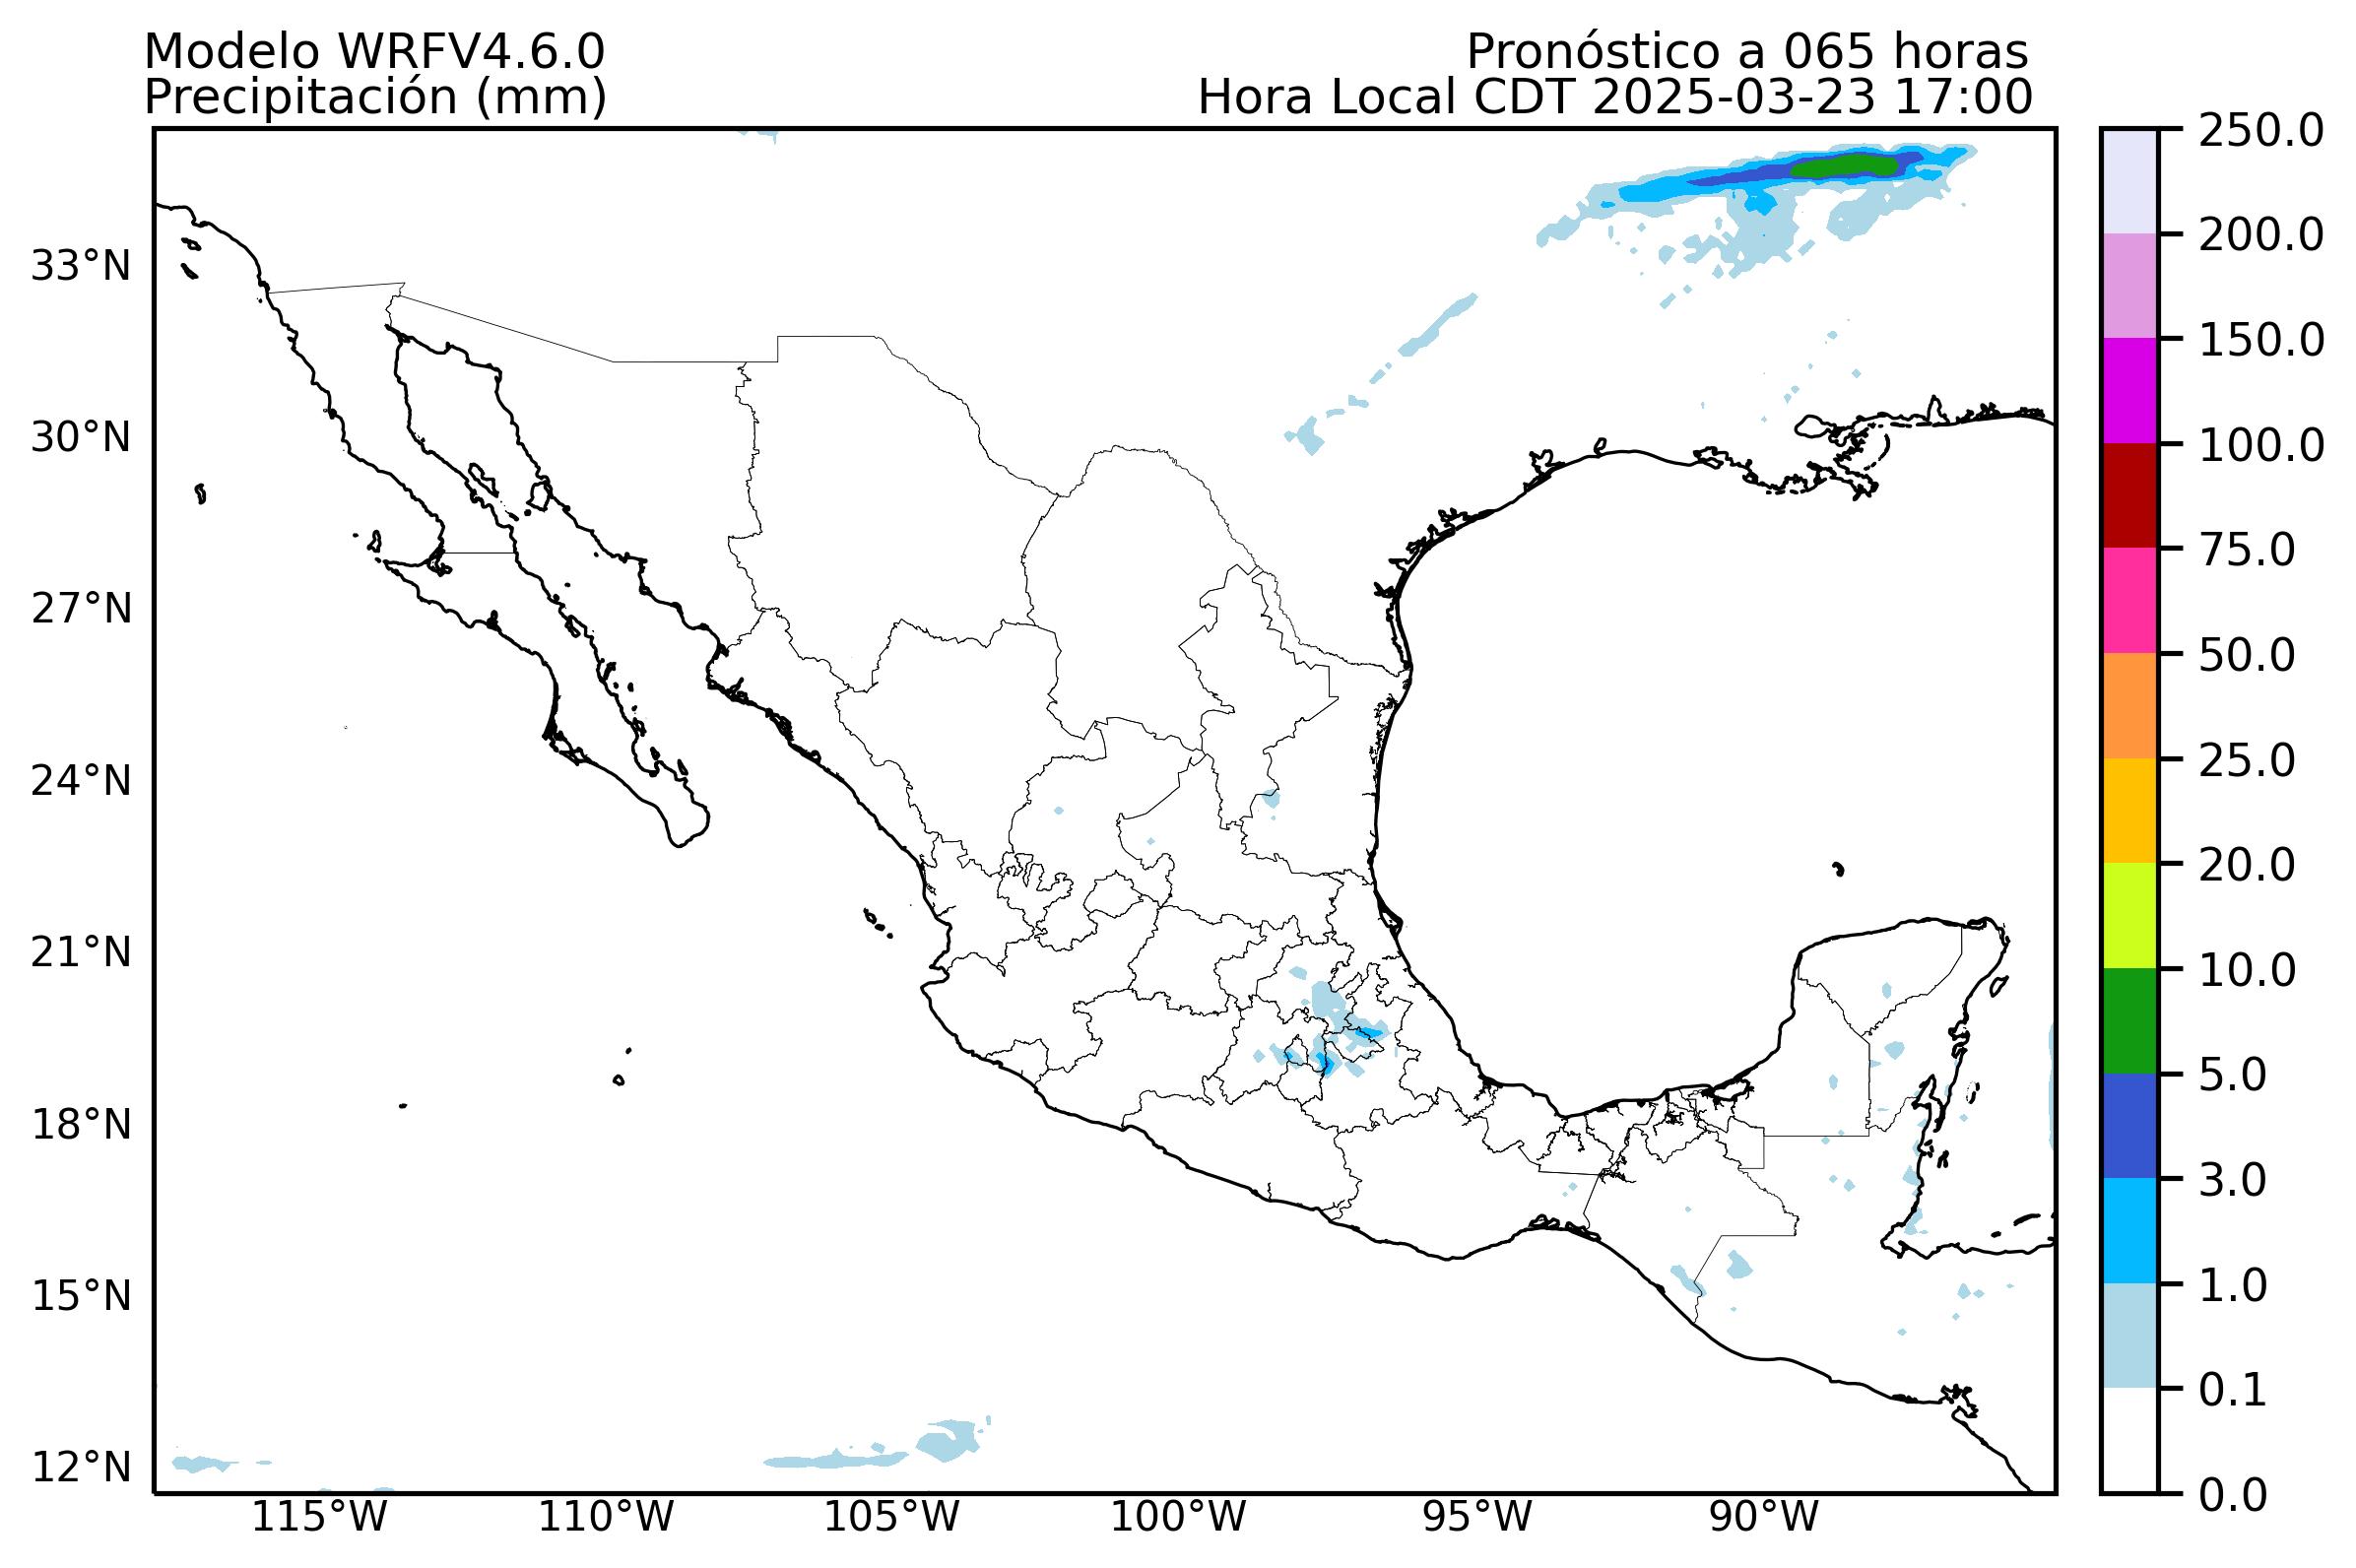 Modelo WRFV4.6.0
Precipitación (mm)
Pronóstico a 065 horas
Hora Local CDT 2025-03-23 17:00
33°N
30°N
27°N
24°N
21°N
18°N
15°N
12°N
115°W
110°W
105°W
100°W
95°W
90°W
250.0
200.0
150.0
100.0
75.0
50.0
25.0
20.0
10.0
5.0
3.0
1.0
0.1
0.0